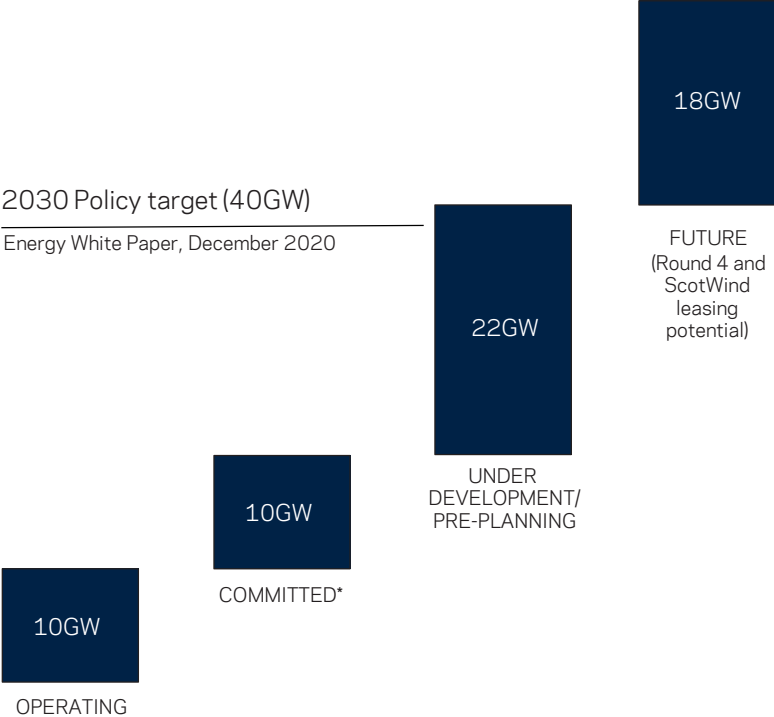 18GW
FUTURE
(Round 4 and
ScotWind
leasing
potential)
2030 Policy target (40GW)
Energy White Paper, December 2020
22GW
UNDER
DEVELOPMENT/
PRE-PLANNING
10GW
COMMITTED*
10GW
OPERATING